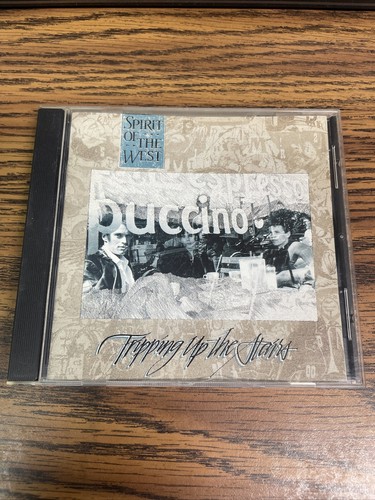 SPIRIT
OF
THE
WEST
puccino
Tripping Up the Stairs